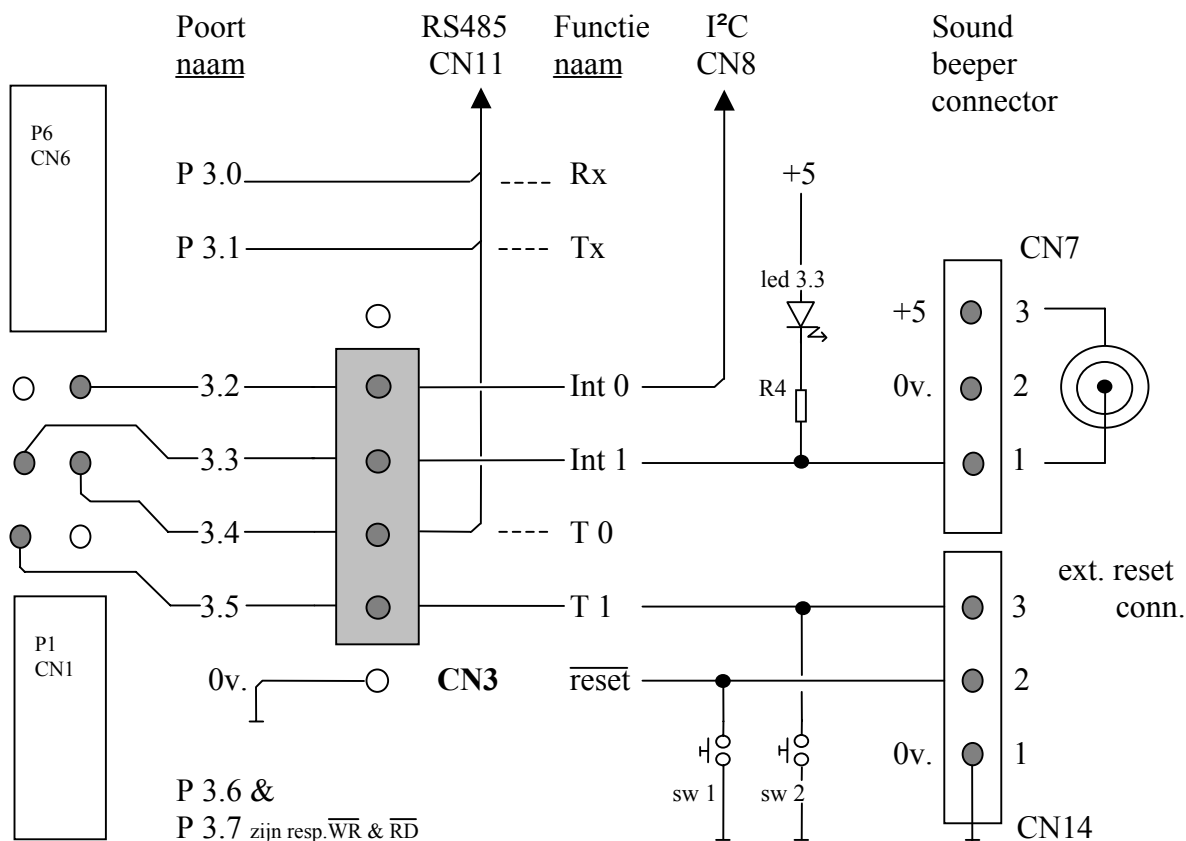 Poort
naam
RS485
CN11
Functie
naam
I²C
CN8
Sound
beeper
connector
P6
CN6
P 3.0
Rx
P 3.1
Tx
+5
led 3.3
R4
CN7
+5
3
0v.
2
1
3.2
Int 0
3.3
Int 1
3.4
T 0
3.5
T 1
ext. reset
conn.
3
P1
CN1
0v.
CN3
reset
2
sw 1
sw 2
0v.
1
P 3.6 &
P 3.7 zijn resp. WR & RD
CN14